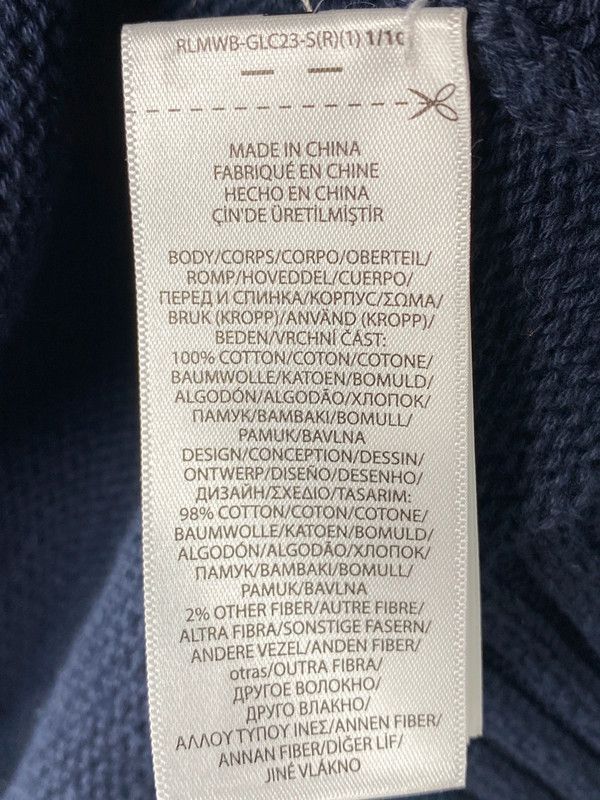 RLMWB-GLC23-S(R)(1) 1/10
MADE IN CHINA
FABRIQUÉ EN CHINE
HECHO EN CHINA
ÇİN'DE ÜRETİLMİŞTİR
BODY/CORPS/CORPO/OBERTEIL/
ROMP/HOVEDDEL/CUERPO/
ПЕРЕД И СПИНКА/КОРПУС/ΣΩΜΑ/
BRUK (KROPP)/ANVÄND (KROPP)/
BEDEN/VRCHNÍ ČÁST:
100% COTTON/COTON/COTONE/
BAUMWOLLE/KATOEN/BOMULD/
ALGODÓN/ALGODÃO/ХЛОПОК/
ПАМУК/ΒΑΜΒΑΚΙ/BOMULL/
PAMUK/BAVLNA
DESIGN/CONCEPTION/DESSIN/
ONTWERP/DISEÑO/DESENHO/
ДИЗАЙН/ΣΧΕΔΙΟ/TASARIM:
98% COTTON/COTON/COTONE/
BAUMWOLLE/KATOEN/BOMULD/
ALGODÓN/ALGODÃO/ХЛОПОК/
ПАМУК/ΒΑΜΒΑΚΙ/BOMULL/
PAMUK/BAVLNA
2% OTHER FIBER/AUTRE FIBRE/
ALTRA FIBRA/SONSTIGE FASERN/
ANDERE VEZEL/ANDEN FIBER/
otras/OUTRA FIBRA/
ДРУГОЕ ВОЛОКНО/
ДРУГО ВЛАКНО/
ΑΛΛΟΥ ΤΥΠΟΥ ΙΝΕΣ/ANNEN FIBER/
ANNAN FIBER/DİĞER LİF/
JINÉ VLÁKNO